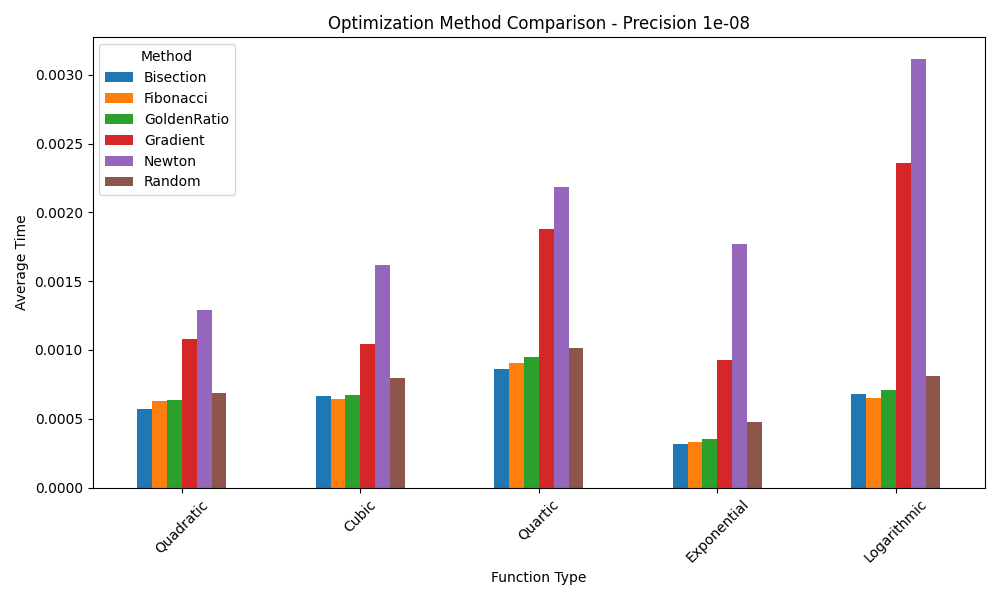 Optimization Method Comparison - Precision 1e-08
Method
Bisection
Fibonacci
GoldenRatio
Gradient
Newton
Random
Average Time
0.0030
0.0025
0.0020
0.0015
0.0010
0.0005
0.0000
Quadratic
Cubic
Quartic
Exponential
Logarithmic
Function Type